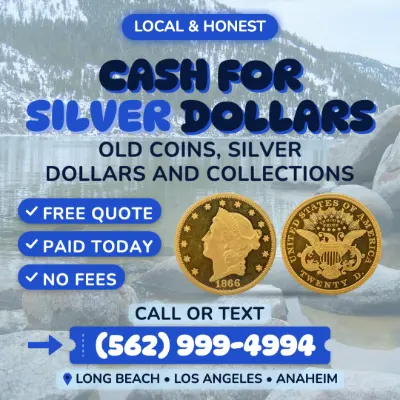 LOCAL & HONEST
CASH FOR
SILVER DOLLARS
OLD COINS, SILVER
DOLLARS AND COLLECTIONS
✓ FREE QUOTE
✓ PAID TODAY
✓ NO FEES
1866
UNITED STATES OF AMERICA
TWENTY D.
CALL OR TEXT
(562) 999-4994
LONG BEACH • LOS ANGELES • ANAHEIM